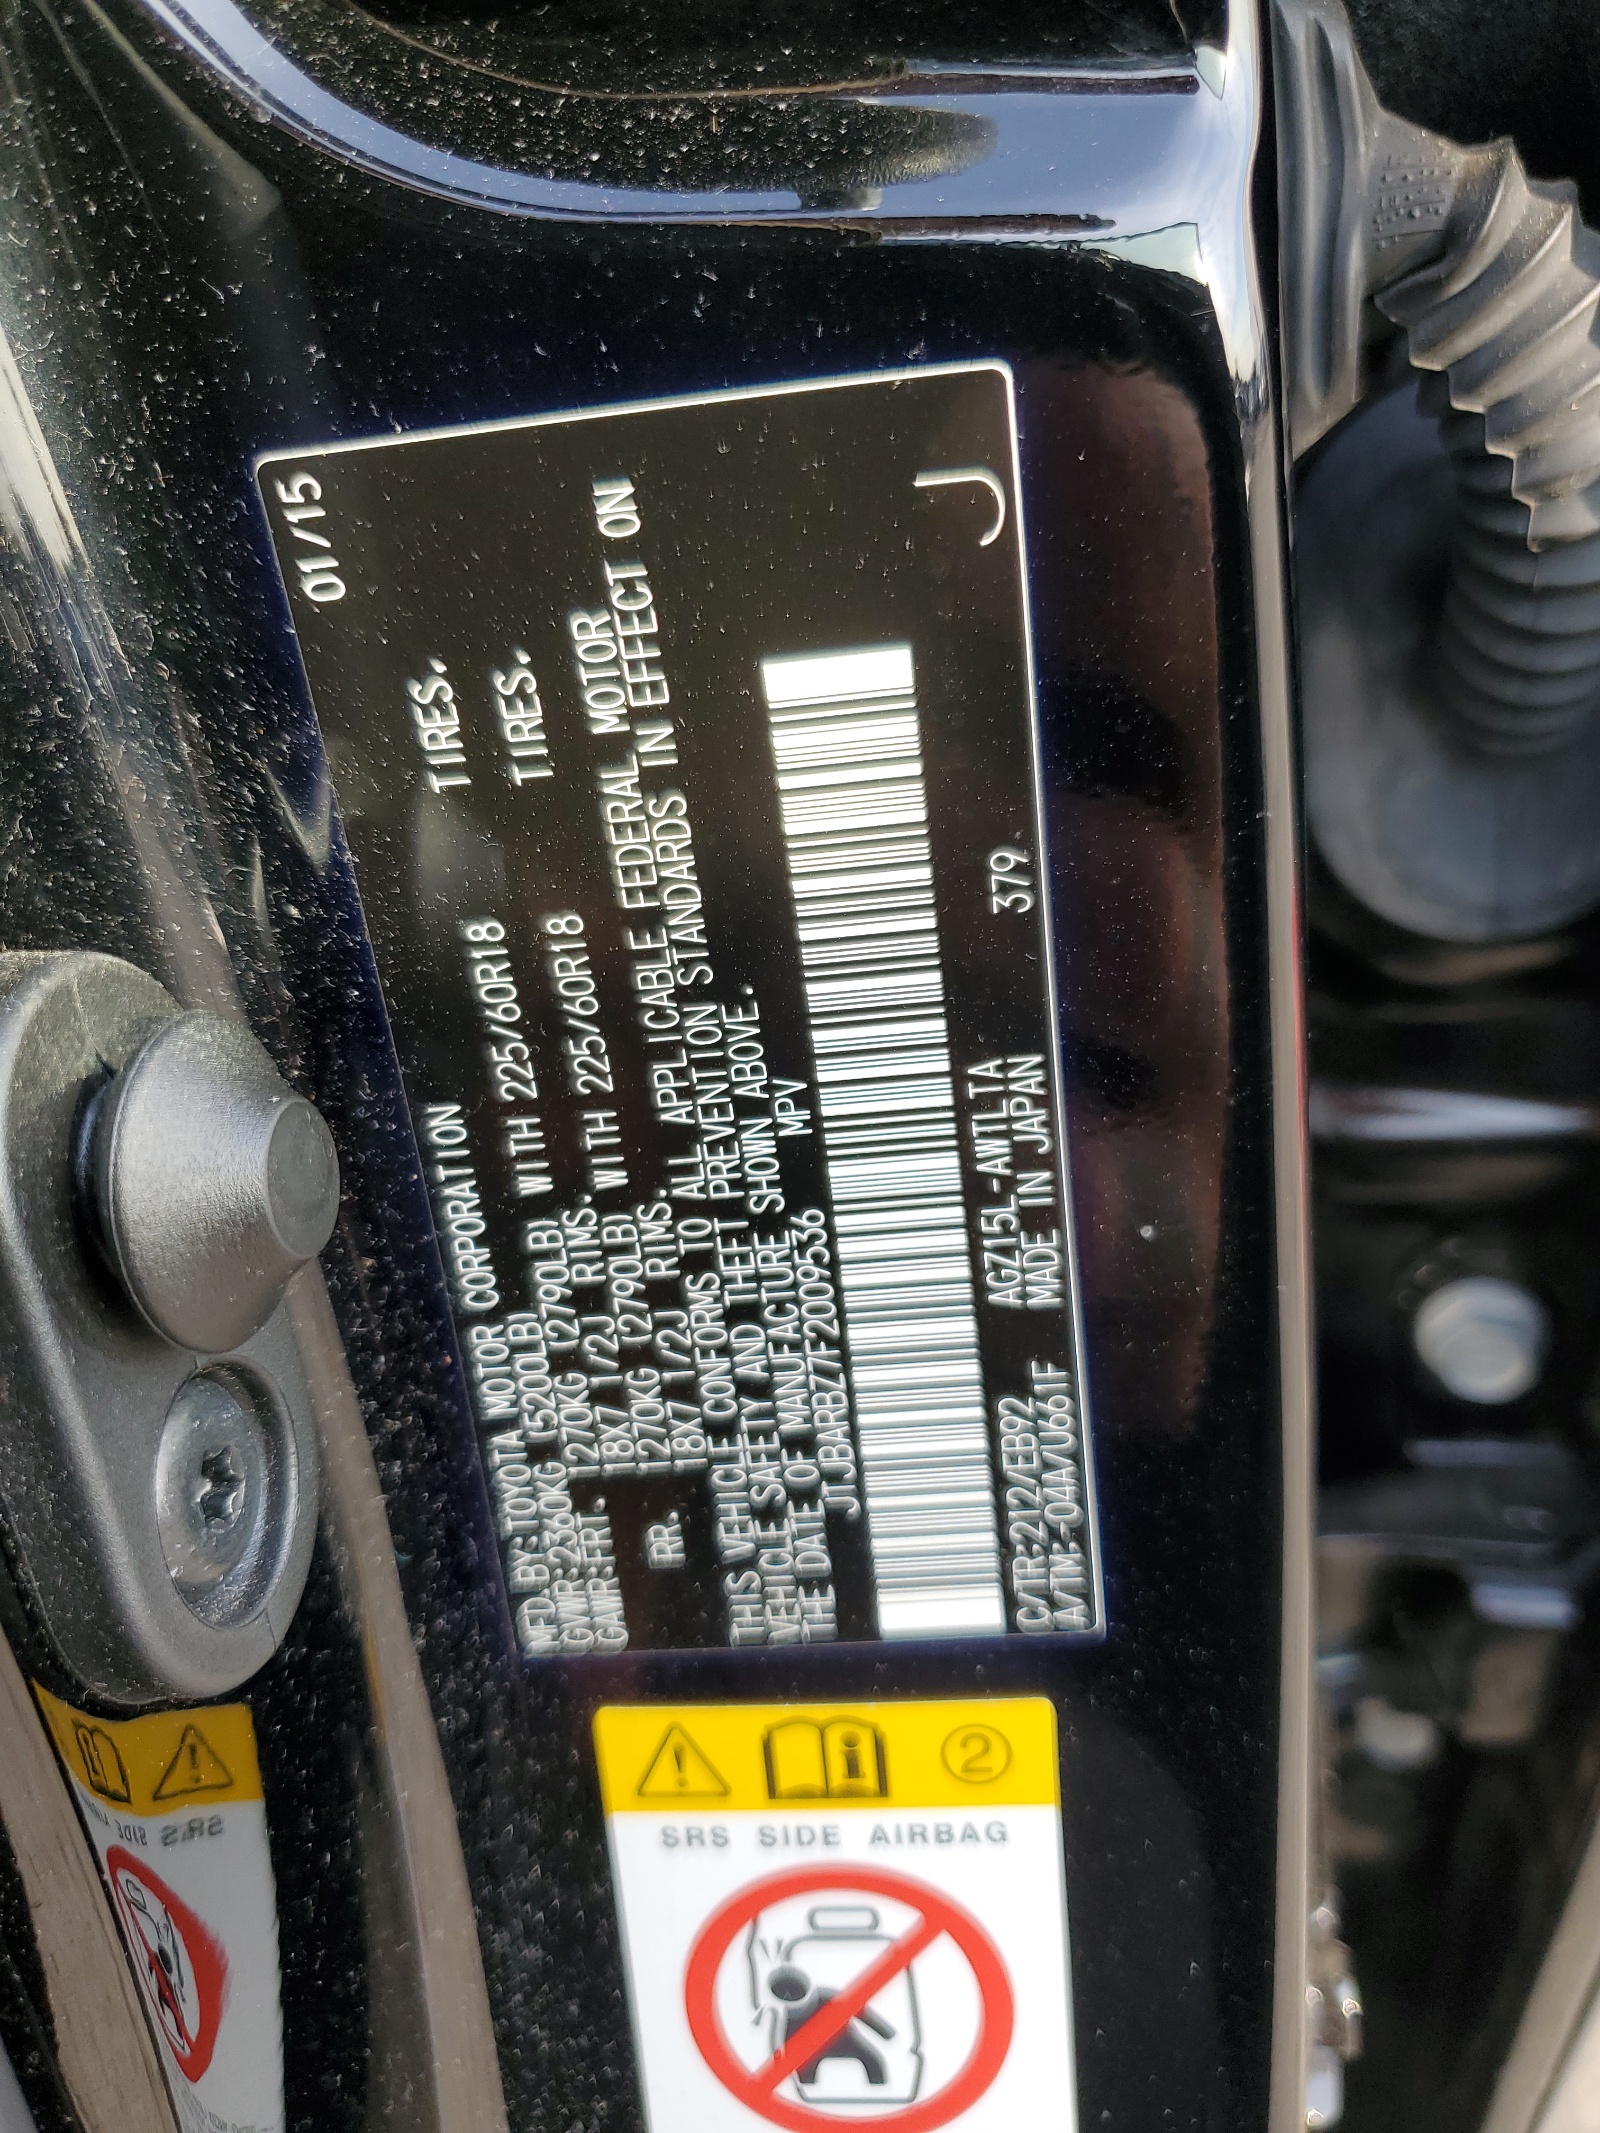 MFD.BY:TOYOTA MOTOR CORPORATION 01/15
GVWR:2360KG (5200LB)
GAWR:FRT. 1270KG (2790LB) WITH 225/60R18 TIRES.
18X7 1/2J RIMS.
RR. 1270KG (2790LB) WITH 225/60R18 TIRES.
18X7 1/2J RIMS.
THIS VEHICLE CONFORMS TO ALL APPLICABLE FEDERAL MOTOR
VEHICLE SAFETY AND THEFT PREVENTION STANDARDS IN EFFECT ON
THE DATE OF MANUFACTURE SHOWN ABOVE.
JTJBARBZ7F2009536 MPV
C/TR:212/EB92 AGZ15L-AWTLTA
A/TM:-04A/U661F MADE IN JAPAN 379
J
2
SRS SIDE AIRBAG